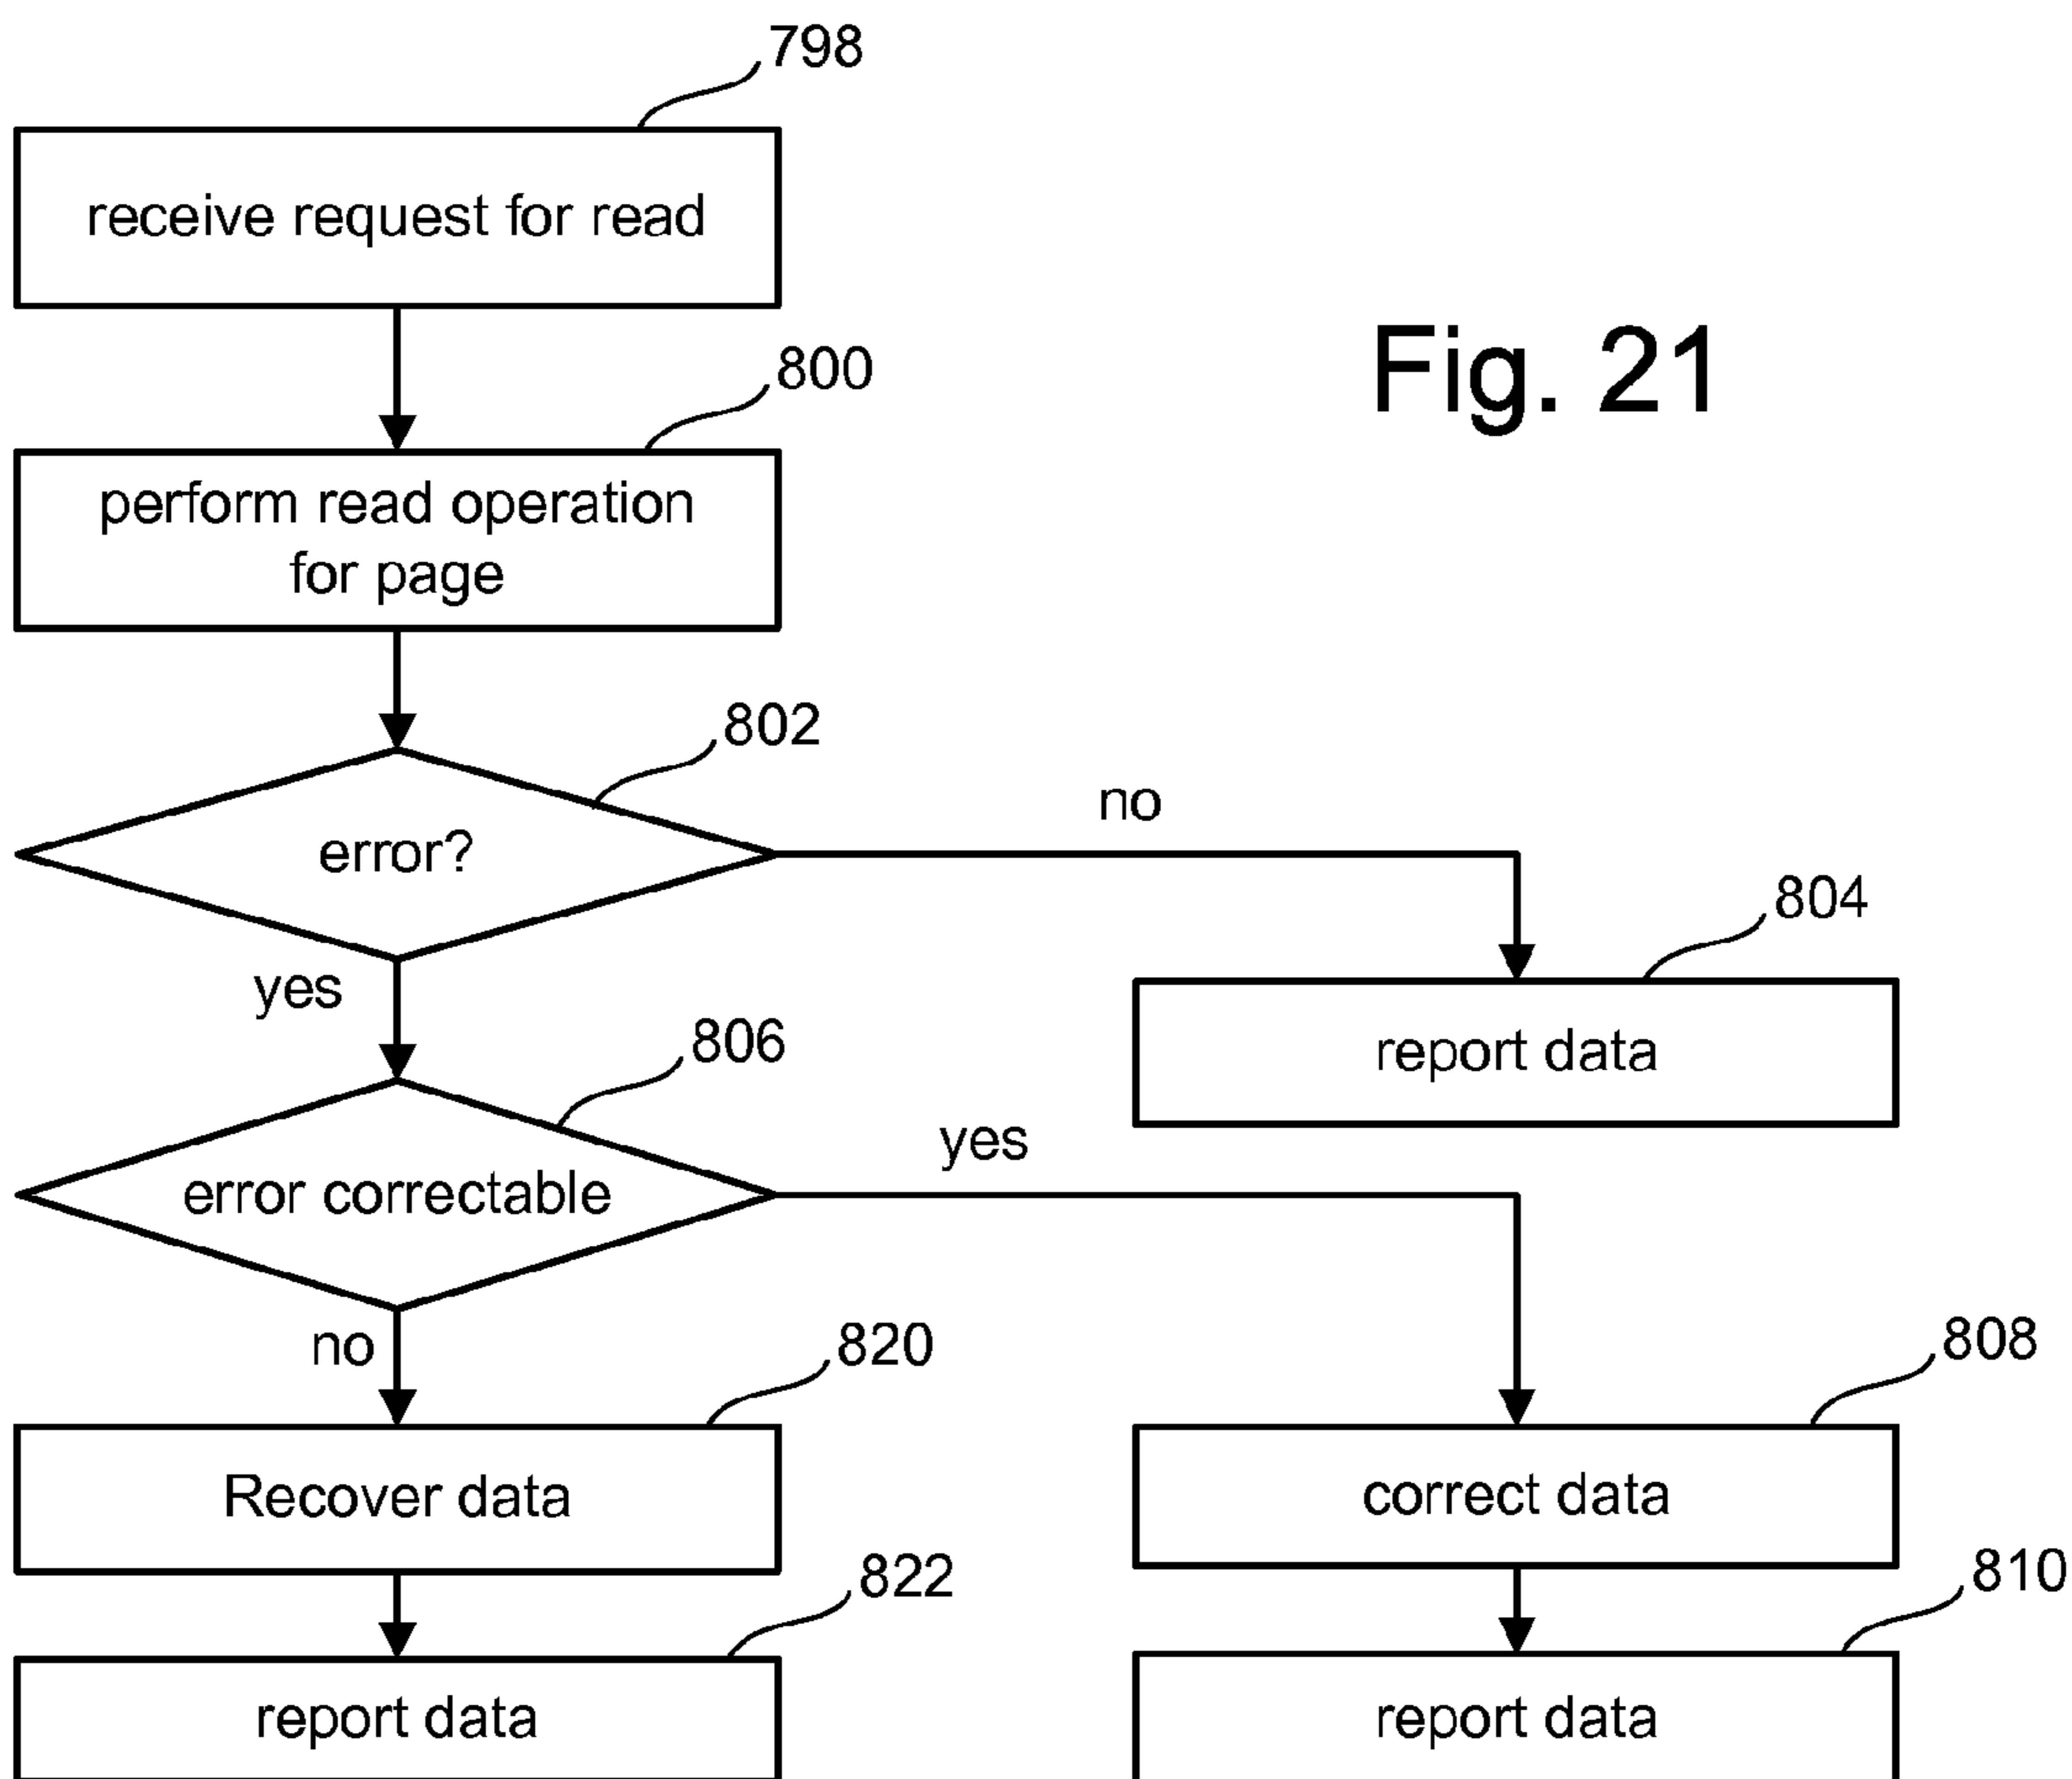 798
receive request for read
Fig. 21
800
perform read operation
for page
802
error?
no
804
yes
report data
806
error correctable
yes
no
820
808
Recover data
correct data
822
810
report data
report data